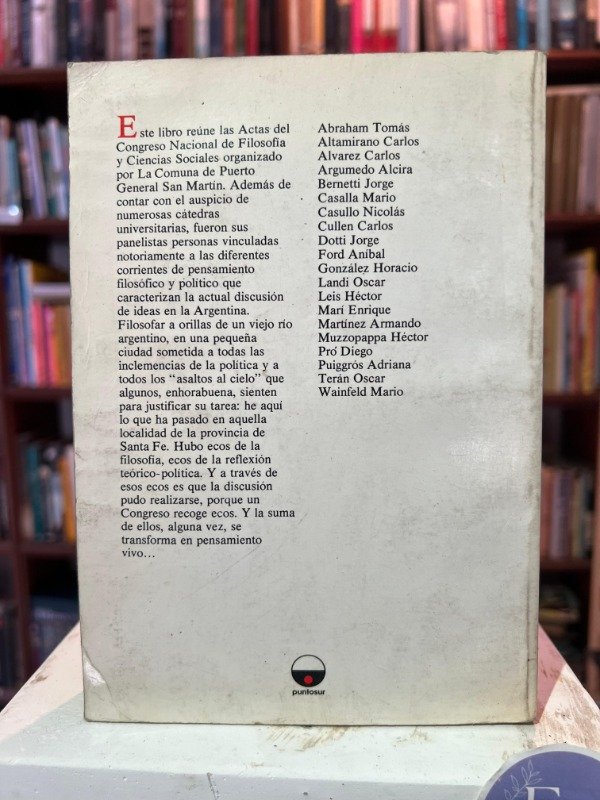 Este libro reúne las Actas del
Congreso Nacional de Filosofía
y Ciencias Sociales organizado
por La Comuna de Puerto
General San Martín. Además de
contar con el auspicio de
numerosas cátedras
universitarias, fueron sus
panelistas personas vinculadas
notoriamente a las diferentes
corrientes de pensamiento
filosófico y político que
caracterizan la actual discusión
de ideas en la Argentina.
Filosofar a orillas de un viejo río
argentino, en una pequeña
ciudad sometida a todas las
inclemencias de la política y a
todos los "asaltos al cielo" que
algunos, enhorabuena, sienten
para justificar su tarea: he aquí
lo que ha pasado en aquella
localidad de la provincia de
Santa Fe. Hubo ecos de la
filosofía, ecos de la reflexión
teórico-política. Y a través de
esos ecos es que la discusión
pudo realizarse, porque un
Congreso recoge ecos. Y la suma
de ellos, alguna vez, se
transforma en pensamiento
vivo...
Abraham Tomás
Altamirano Carlos
Alvarez Carlos
Argumedo Alcira
Bernetti Jorge
Casalla Mario
Casullo Nicolás
Cullen Carlos
Dotti Jorge
Ford Aníbal
González Horacio
Landi Oscar
Leis Héctor
Marí Enrique
Martínez Armando
Muzzopappa Héctor
Pró Diego
Puiggrós Adriana
Terán Oscar
Wainfeld Mario
puntosur